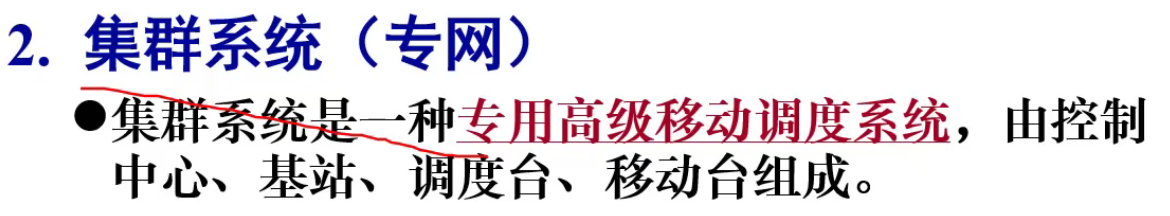 2. 集群系统（专网）
●集群系统是一种专用高级移动调度系统，由控制
中心、基站、调度台、移动台组成。